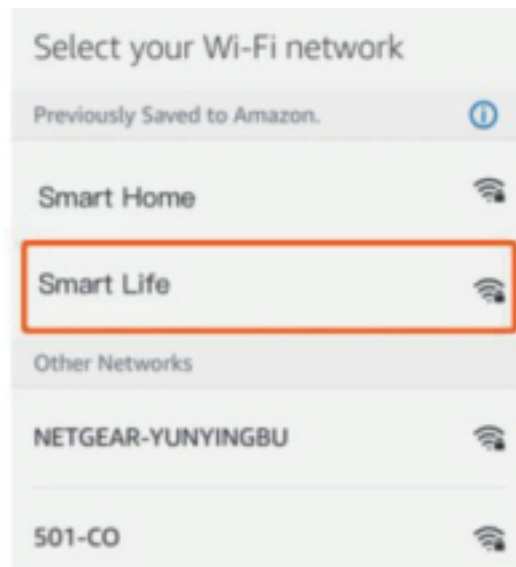 Select your Wi-Fi network
Previously Saved to Amazon.
Smart Home
Smart Life
Other Networks
NETGEAR-YUNYINGBU
501-CO